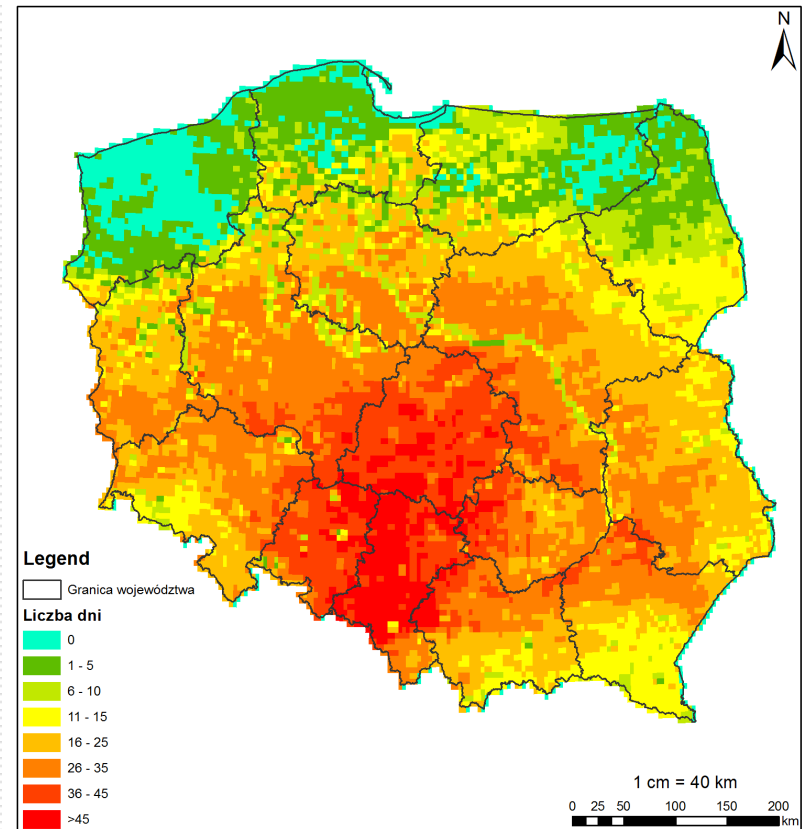 N
Legend
Granica województwa
Liczba dni
0
1 - 5
6 - 10
11 - 15
16 - 25
26 - 35
36 - 45
>45
1 cm = 40 km
0 25 50 100 150 200
km